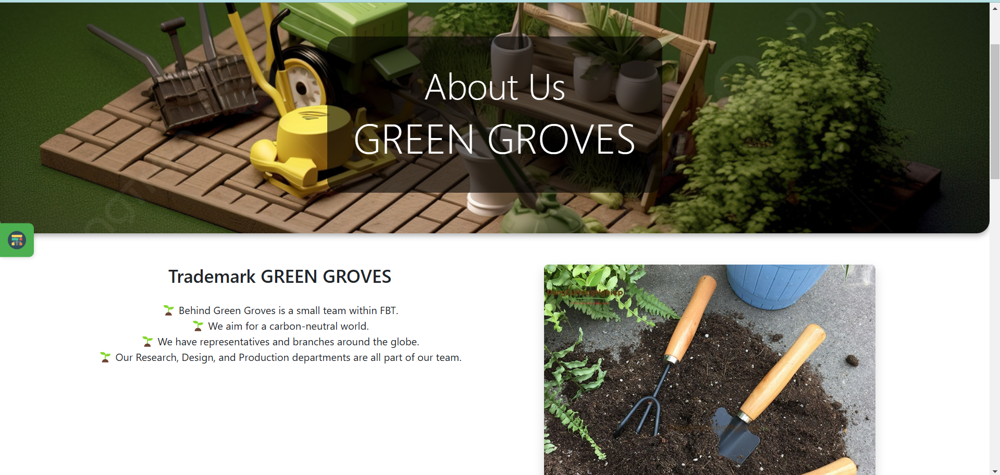 About Us
GREEN GROVES
Trademark GREEN GROVES
Behind Green Groves is a small team within FBT.
We aim for a carbon-neutral world.
We have representatives and branches around the globe.
Our Research, Design, and Production departments are all part of our team.